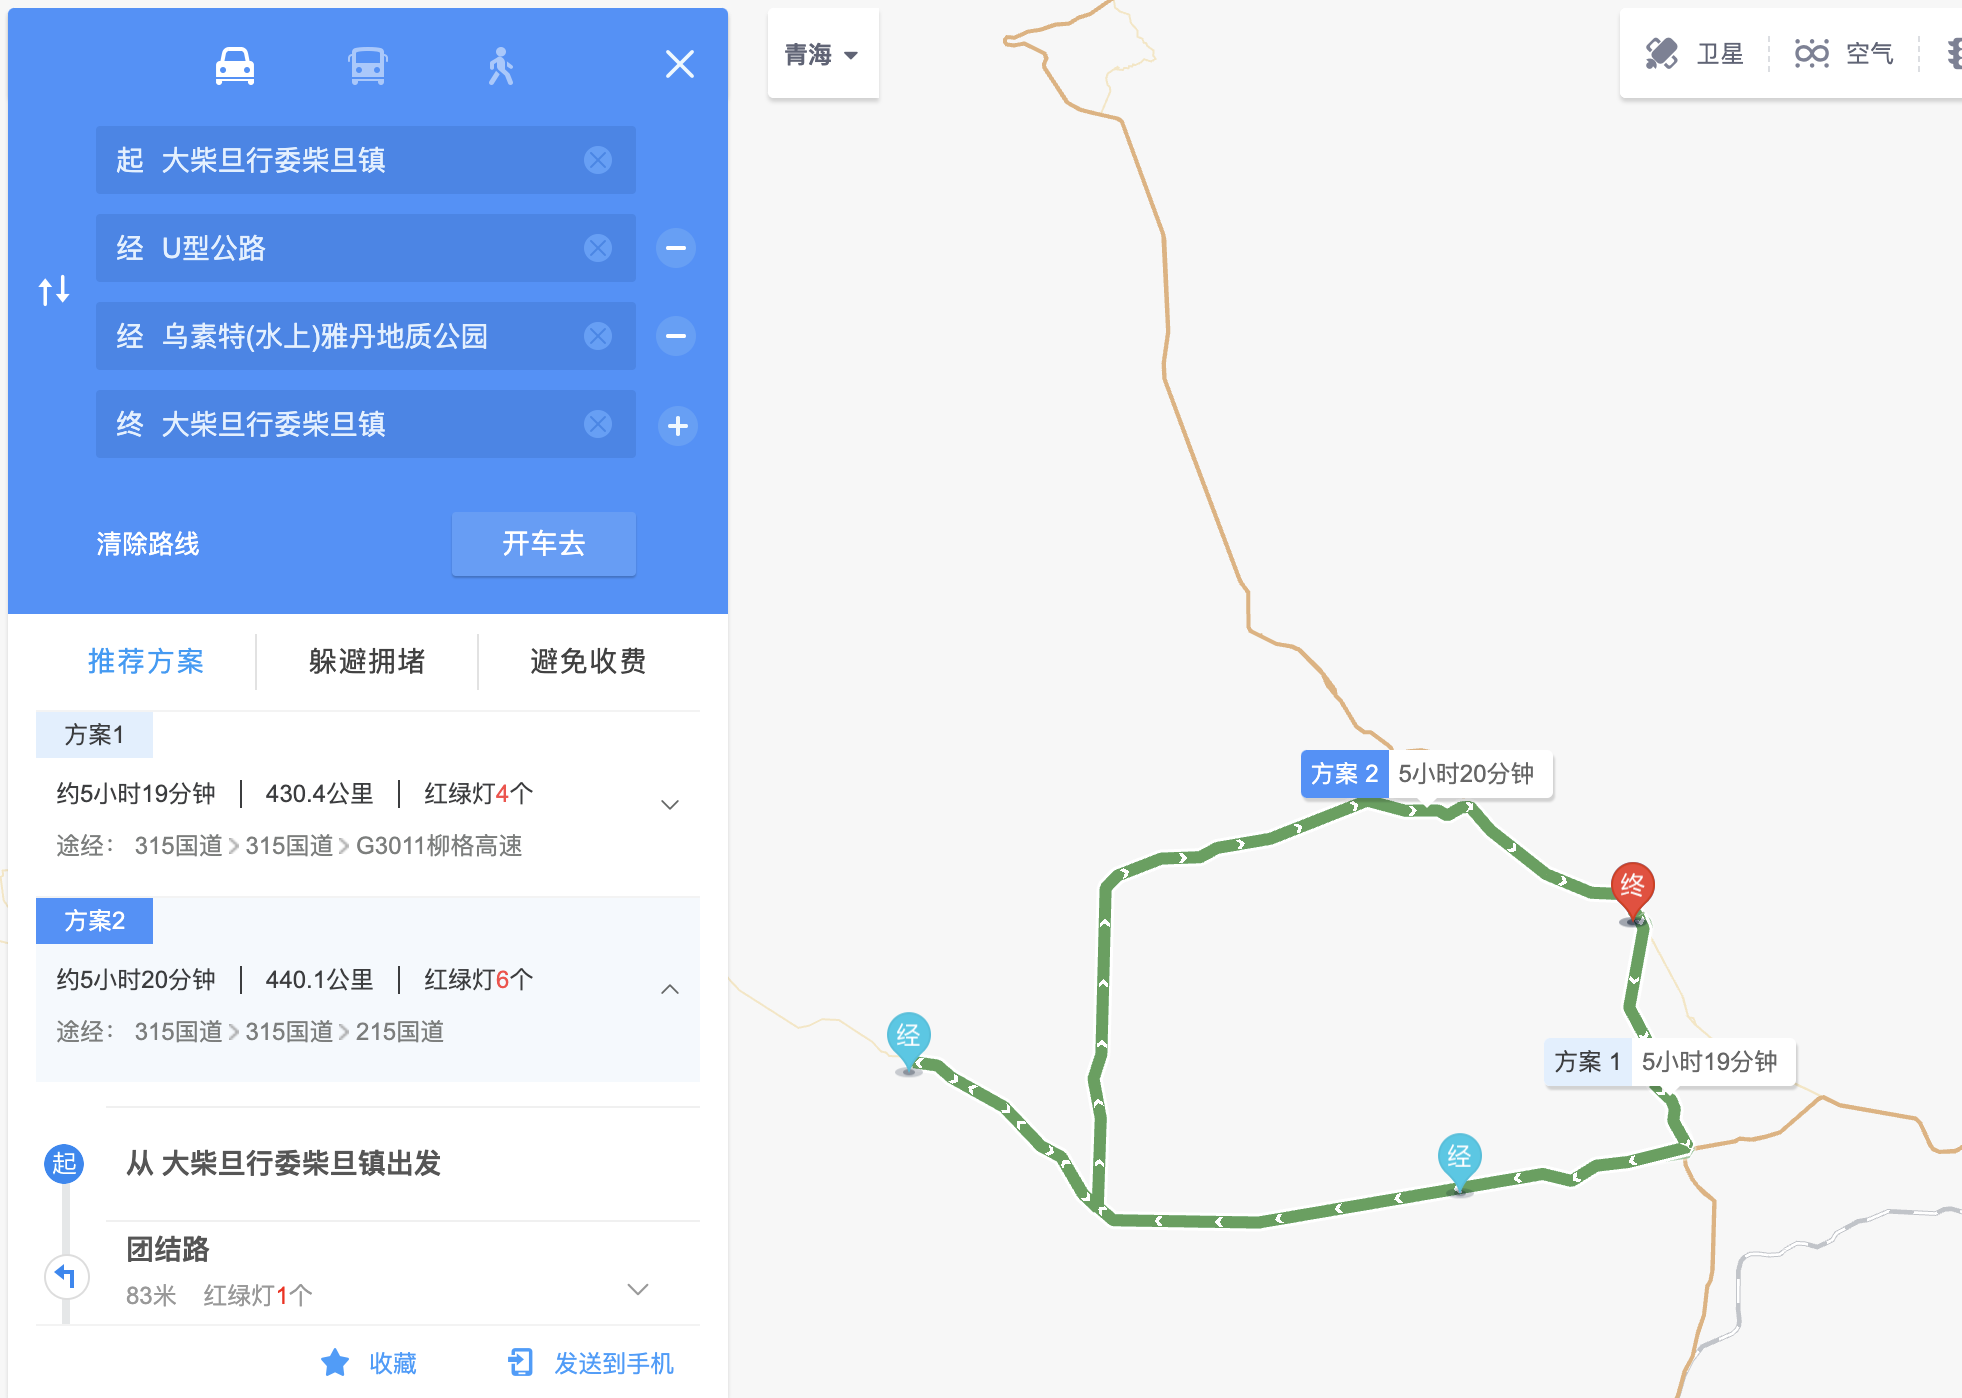 起 大柴旦行委柴旦镇
经 U型公路
经 乌素特(水上)雅丹地质公园
终 大柴旦行委柴旦镇
清除路线
开车去
推荐方案
躲避拥堵
避免收费
方案1
约5小时19分钟 | 430.4公里 | 红绿灯4个
途经： 315国道 > 315国道 > G3011柳格高速
方案2
约5小时20分钟 | 440.1公里 | 红绿灯6个
途经： 315国道 > 315国道 > 215国道
起 从 大柴旦行委柴旦镇出发
团结路
83米 红绿灯1个
收藏
发送到手机
青海
卫星
空气
方案 2 5小时20分钟
终
经
方案 1 5小时19分钟
经